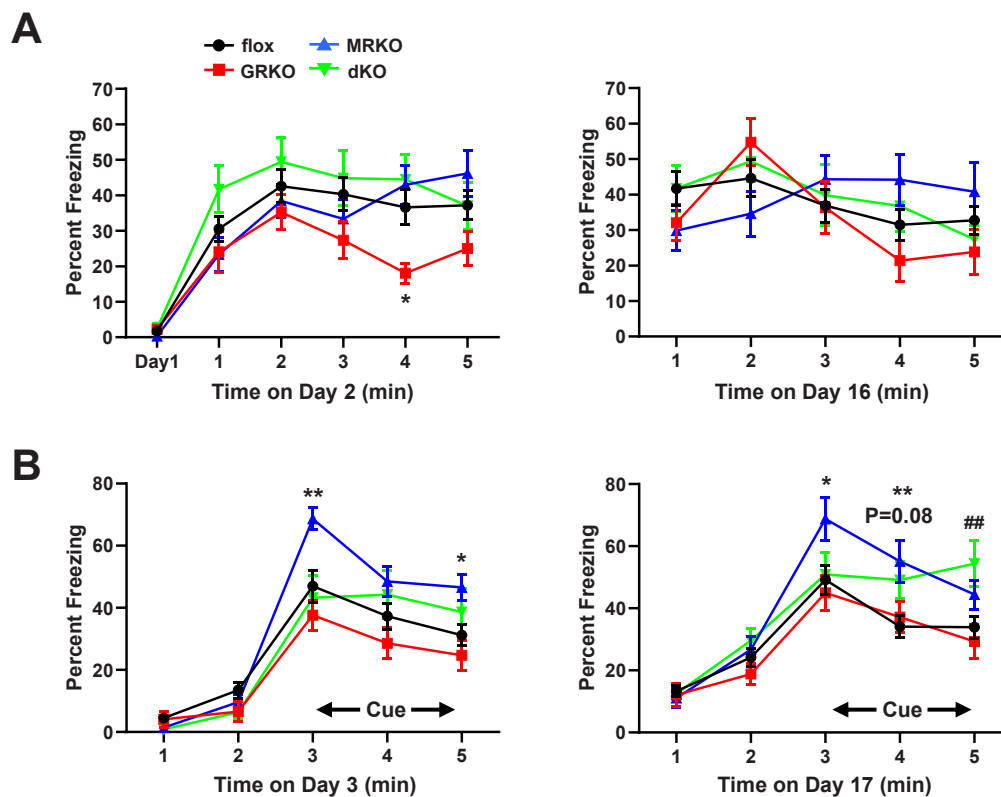 A
flox MRKO
GRKO dKO
Percent Freezing
70
60
50
40
30
20
10
0
Day1 1 2 3 4 5
Time on Day 2 (min)
*
Percent Freezing
70
60
50
40
30
20
10
0
1 2 3 4 5
Time on Day 16 (min)
B
Percent Freezing
80
60
40
20
0
**
*
Cue
1 2 3 4 5
Time on Day 3 (min)
Percent Freezing
80
60
40
20
0
*
**
P=0.08
##
Cue
1 2 3 4 5
Time on Day 17 (min)